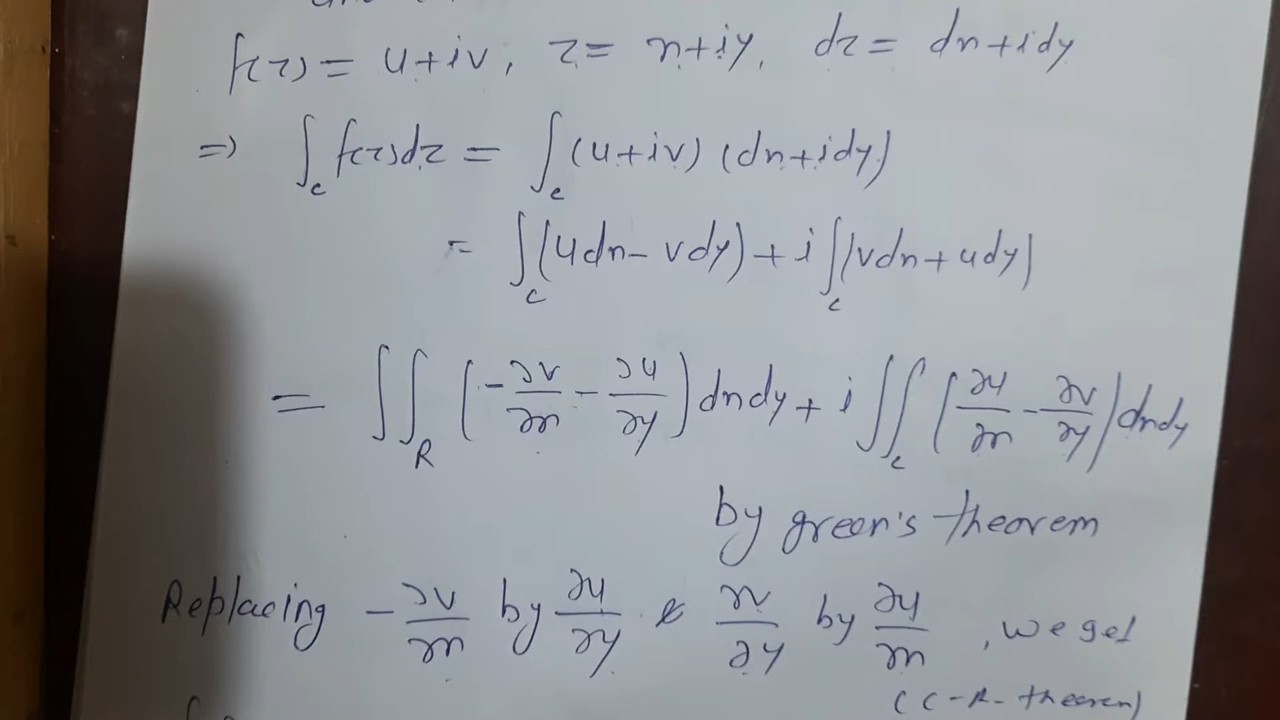 f(z) = u+iv, z = x+iy, dz = dx+idy
⇒ ∫_c f(z)dz = ∫_c (u+iv) (dx+idy)
= ∫_c (udx - vdy) + i ∫_c (vdx + udy)
= ∬_R (-∂v/∂x - ∂u/∂y) dxdy + i ∬_c (∂u/∂x - ∂v/∂y) dxdy
by green's theorem
Replacing -∂v/∂x by ∂u/∂y & ∂v/∂y by ∂u/∂x, we get
(C-R- theorem)